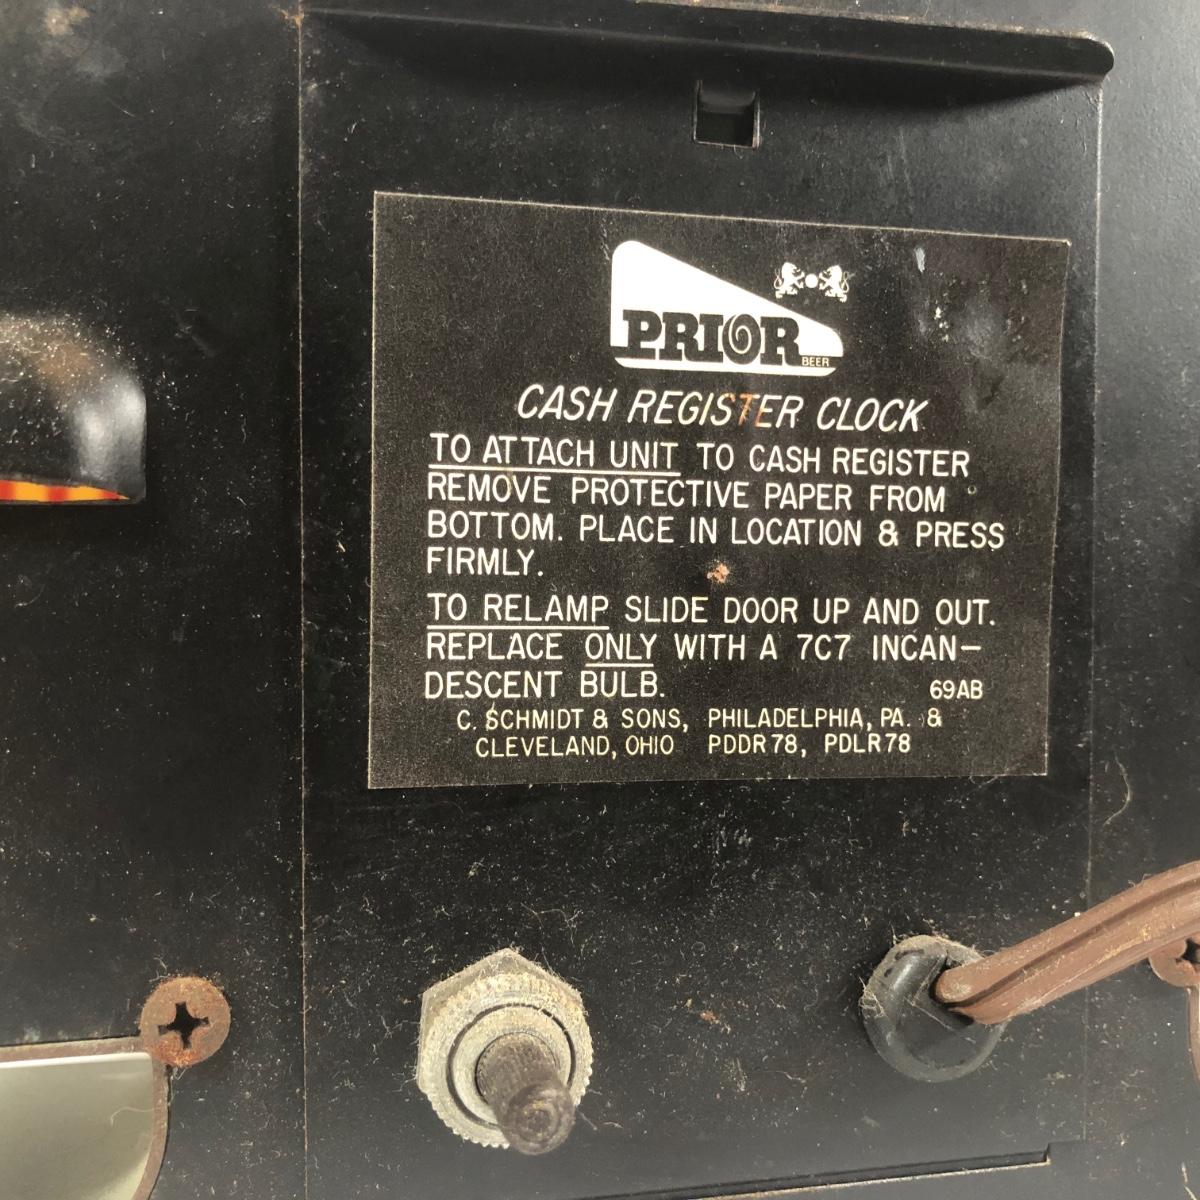 PRIOR
BEER
CASH REGISTER CLOCK
TO ATTACH UNIT TO CASH REGISTER
REMOVE PROTECTIVE PAPER FROM
BOTTOM. PLACE IN LOCATION & PRESS
FIRMLY.
TO RELAMP SLIDE DOOR UP AND OUT.
REPLACE ONLY WITH A 7C7 INCAN-
DESCENT BULB.
69AB
C. SCHMIDT & SONS, PHILADELPHIA, PA. &
CLEVELAND, OHIO PDDR78, PDLR78